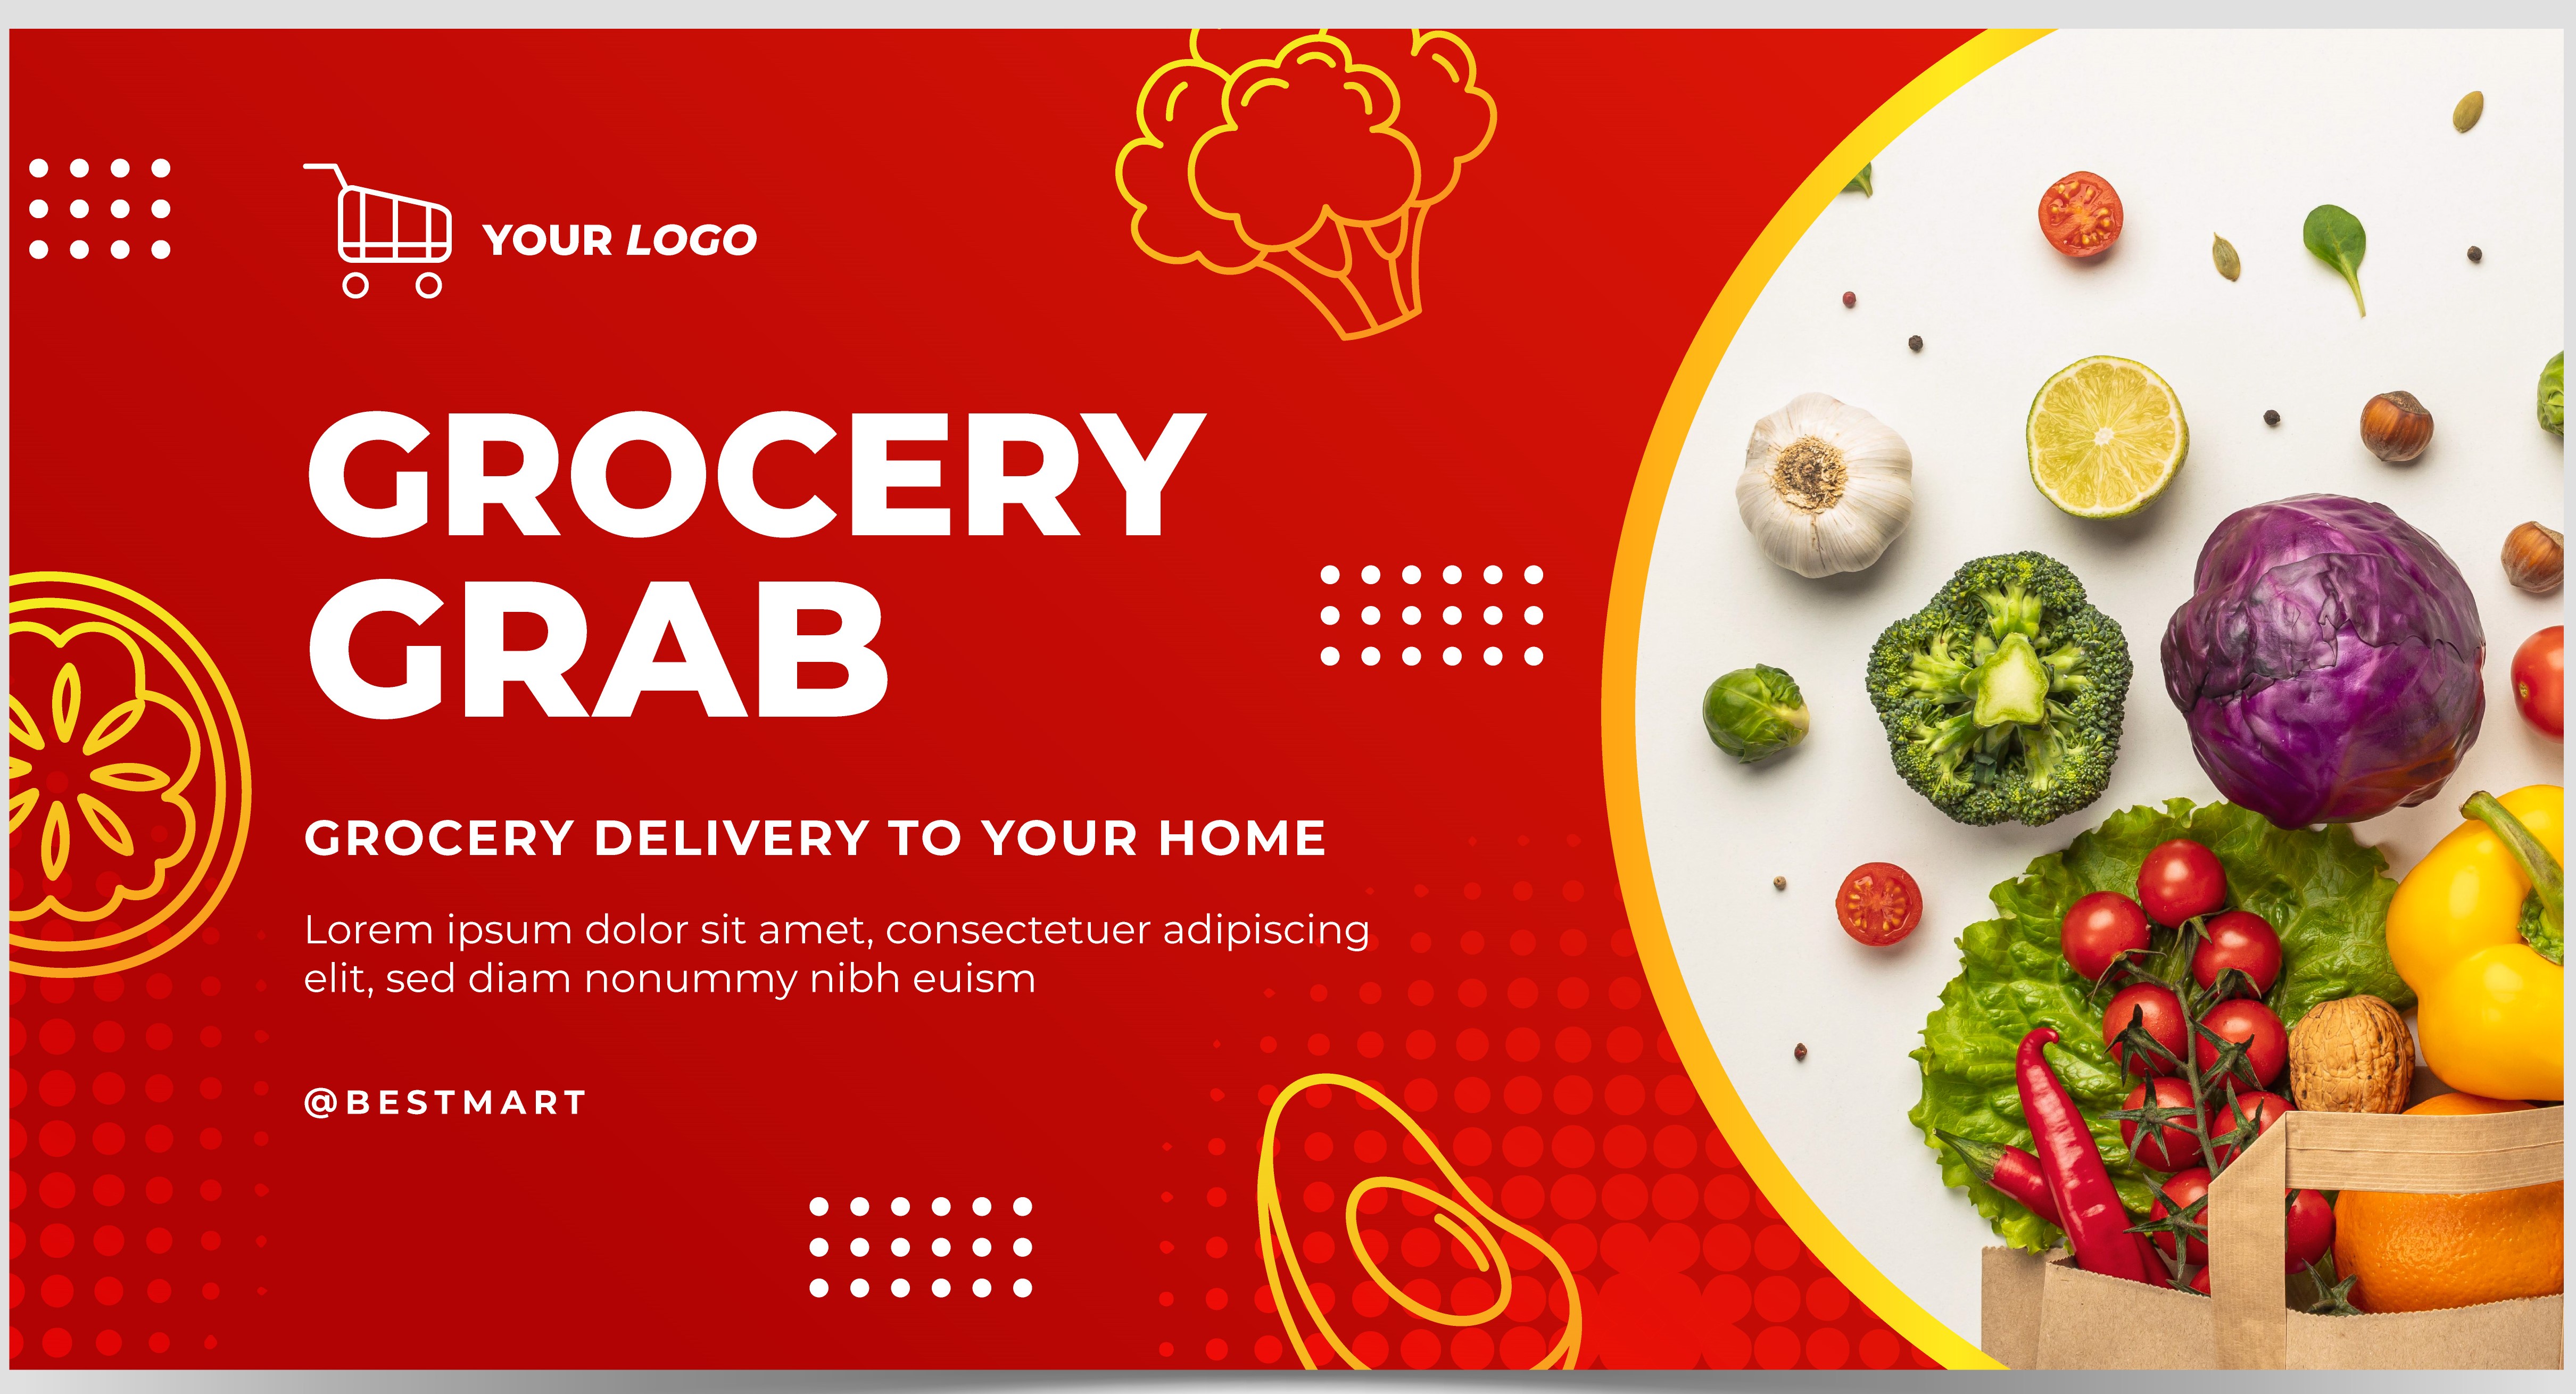 YOUR LOGO
GROCERY
GRAB
GROCERY DELIVERY TO YOUR HOME
Lorem ipsum dolor sit amet, consectetuer adipiscing
elit, sed diam nonummy nibh euism
@BESTMART